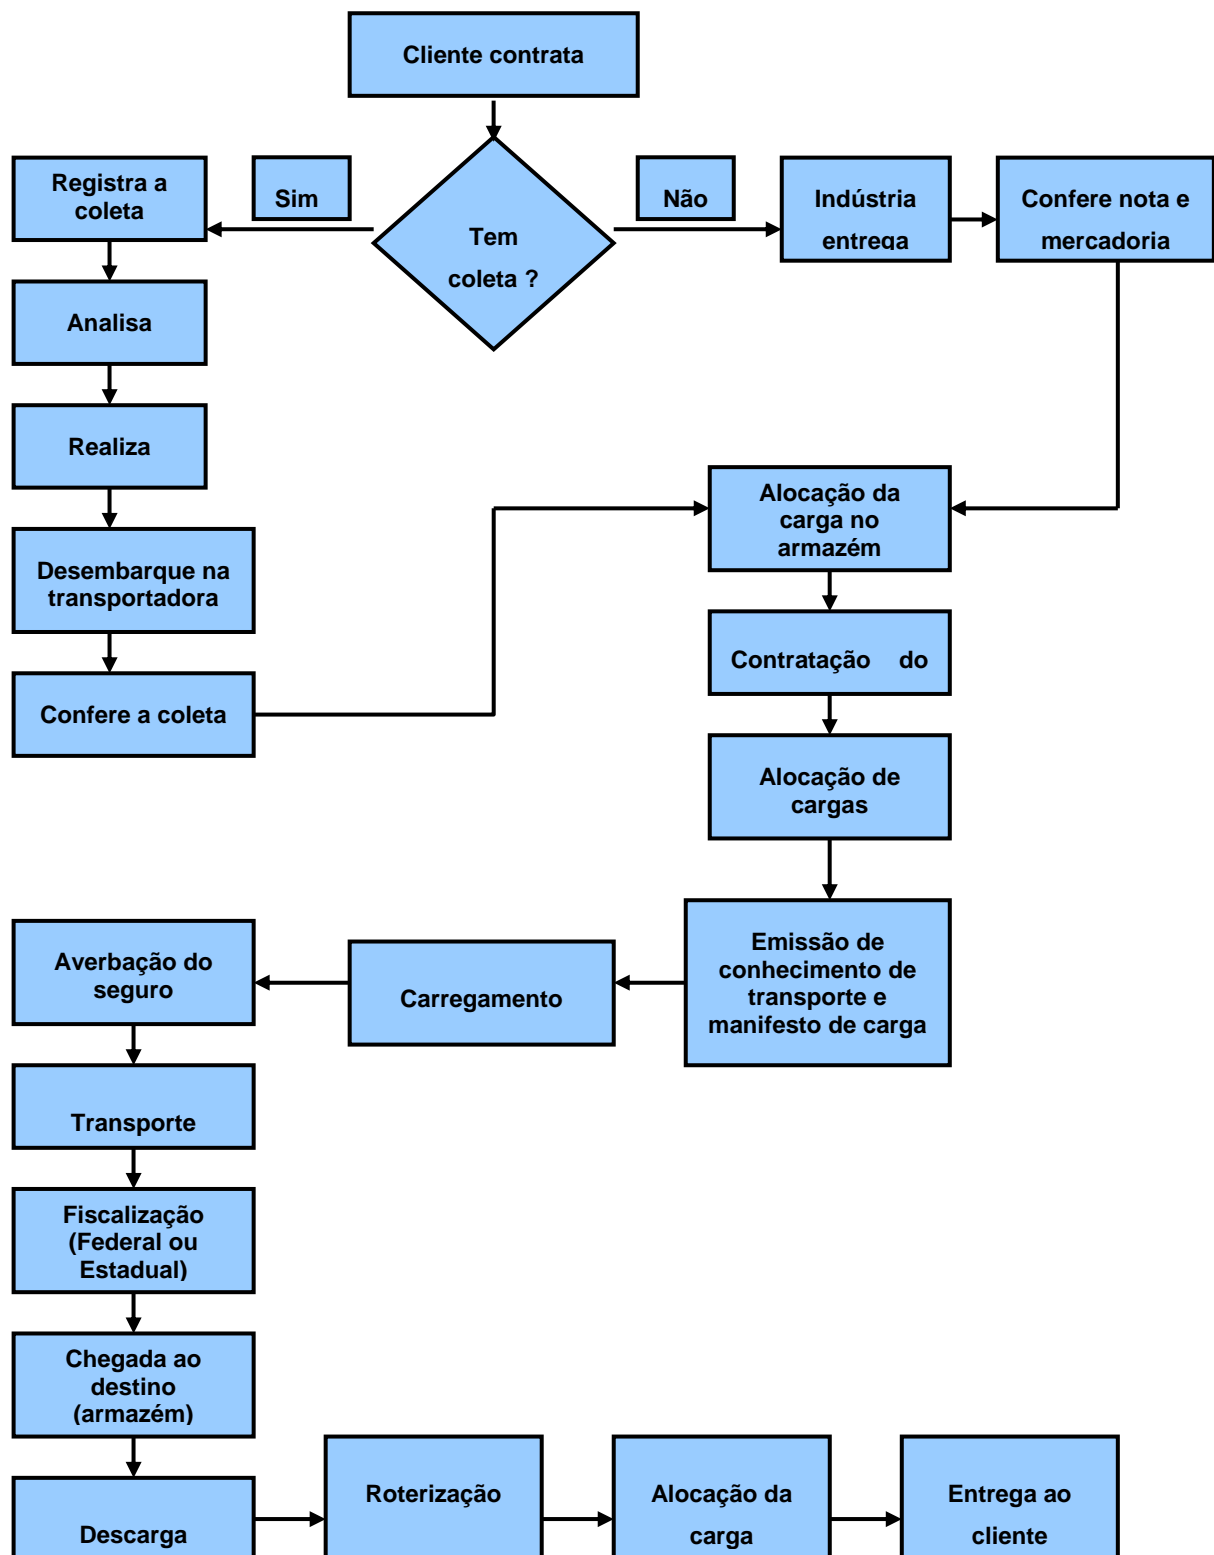 Cliente contrata
Tem
coleta ?
Sim
Não
Registra a
coleta
Analisa
Realiza
Desembarque na
transportadora
Confere a coleta
Indústria
entrega
Confere nota e
mercadoria
Alocação da
carga no
armazém
Contratação do
Alocação de
cargas
Emissão de
conhecimento de
transporte e
manifesto de carga
Carregamento
Averbação do
seguro
Transporte
Fiscalização
(Federal ou
Estadual)
Chegada ao
destino
(armazém)
Descarga
Roterização
Alocação da
carga
Entrega ao
cliente